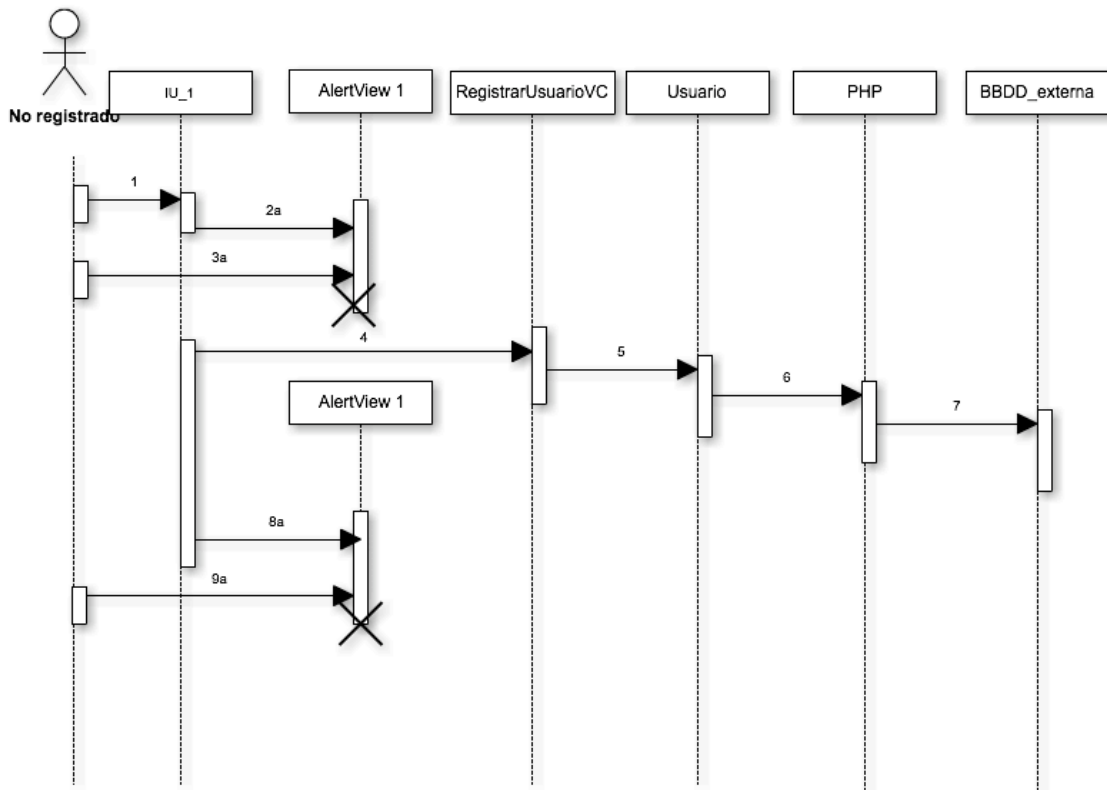 No registrado
IU_1
AlertView 1
RegistrarUsuarioVC
Usuario
PHP
BBDD_externa
1
2a
3a
4
5
6
7
AlertView 1
8a
9a